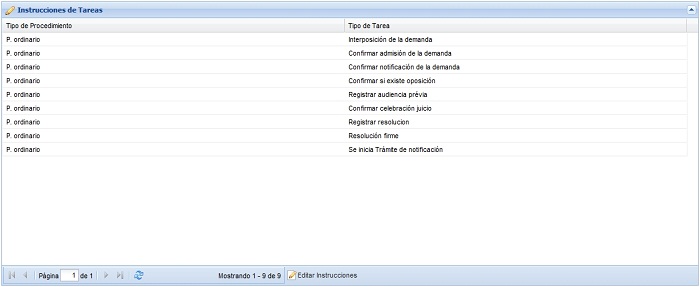 Instrucciones de Tareas
Tipo de Procedimiento Tipo de Tarea
P. ordinario Interposición de la demanda
P. ordinario Confirmar admisión de la demanda
P. ordinario Confirmar notificación de la demanda
P. ordinario Confirmar si existe oposición
P. ordinario Registrar audiencia prévia
P. ordinario Confirmar celebración juicio
P. ordinario Registrar resolucion
P. ordinario Resolución firme
P. ordinario Se inicia Trámite de notificación
Página 1 de 1 Mostrando 1 - 9 de 9 Editar Instrucciones